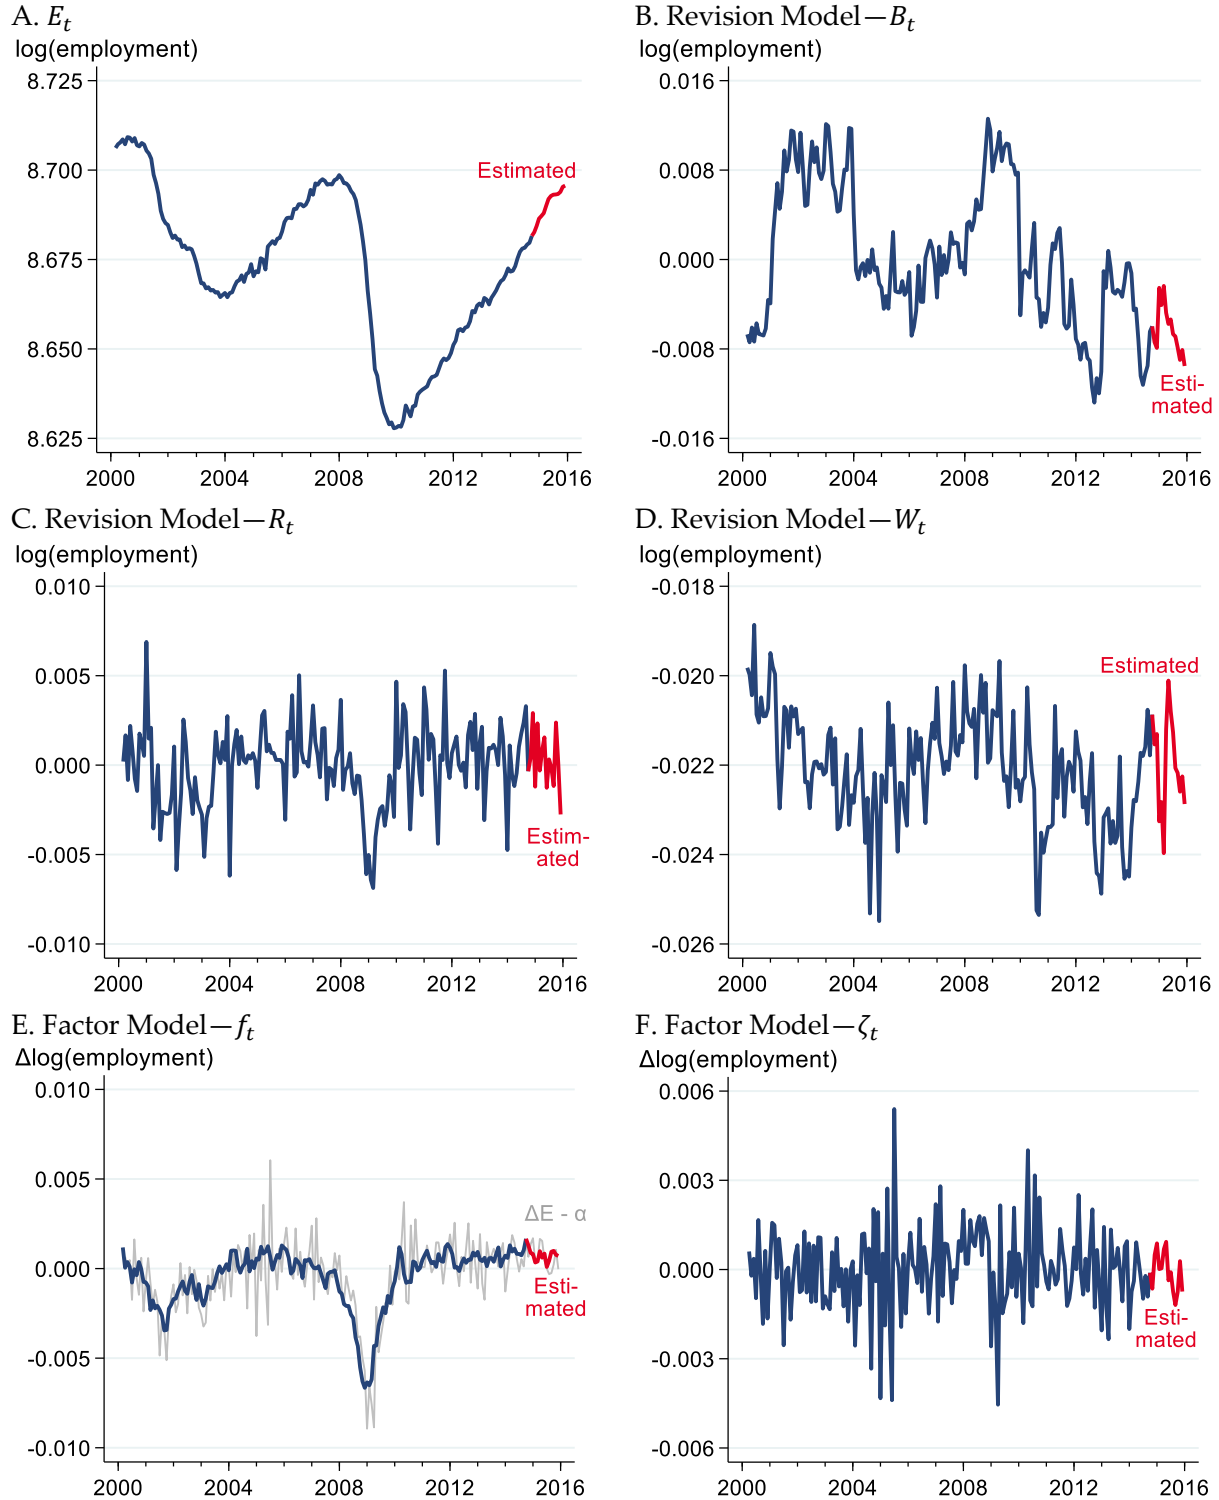 A. Eₜ
log(employment)
8.725
8.700
8.675
8.650
8.625
Estimated
2000 2004 2008 2012 2016
B. Revision Model—Bₜ
log(employment)
0.016
0.008
0.000
-0.008
-0.016
Esti-
mated
2000 2004 2008 2012 2016
C. Revision Model—Rₜ
log(employment)
0.010
0.005
0.000
-0.005
-0.010
Estim-
ated
2000 2004 2008 2012 2016
D. Revision Model—Wₜ
log(employment)
-0.018
-0.020
-0.022
-0.024
-0.026
Estimated
2000 2004 2008 2012 2016
E. Factor Model—fₜ
Δlog(employment)
0.010
0.005
0.000
-0.005
-0.010
ΔE - α
Esti-
mated
2000 2004 2008 2012 2016
F. Factor Model—ζₜ
Δlog(employment)
0.006
0.003
0.000
-0.003
-0.006
Esti-
mated
2000 2004 2008 2012 2016